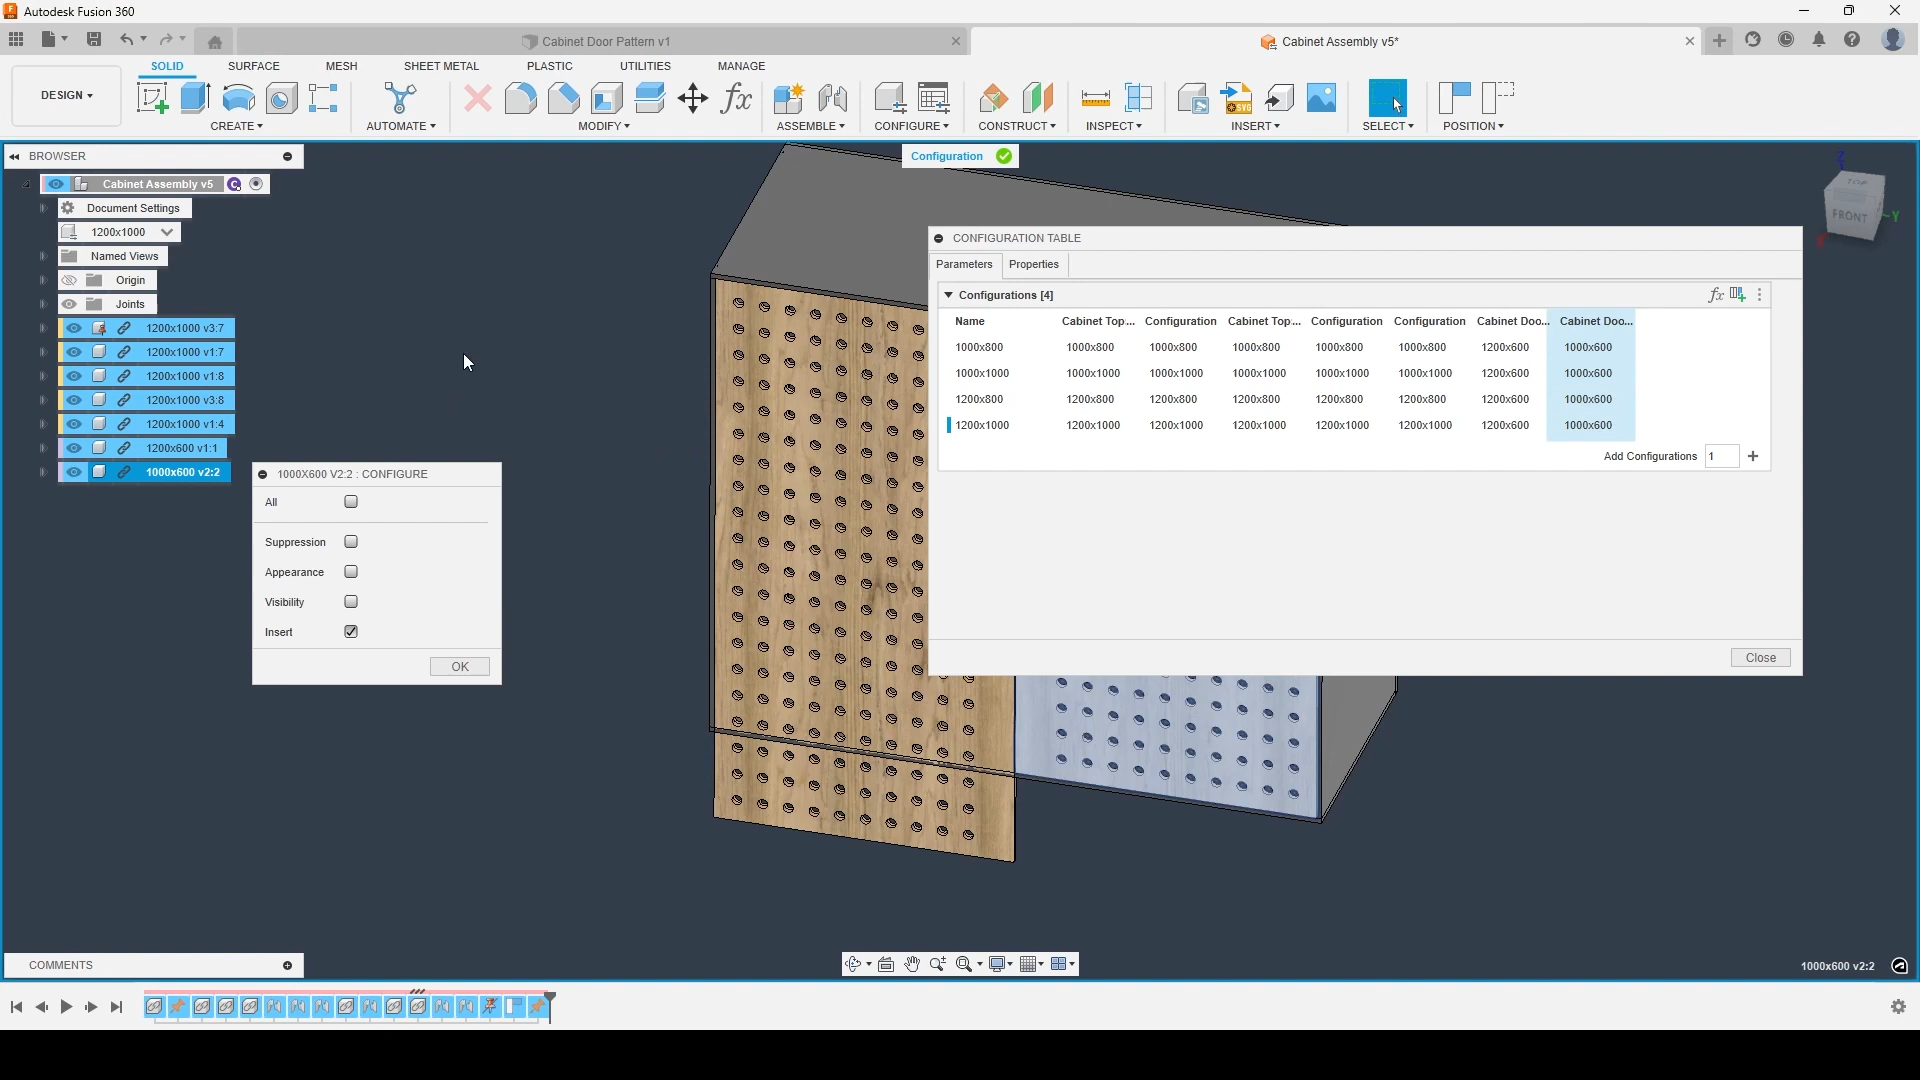 Autodesk Fusion 360
Cabinet Door Pattern v1
Cabinet Assembly v5*
DESIGN
SOLID SURFACE MESH SHEET METAL PLASTIC UTILITIES MANAGE
CREATE AUTOMATE MODIFY ASSEMBLE CONFIGURE CONSTRUCT INSPECT INSERT SELECT POSITION
BROWSER
Cabinet Assembly v5
Document Settings
1200x1000
Named Views
Origin
Joints
1200x1000 v3:7
1200x1000 v1:7
1200x1000 v1:8
1200x1000 v3:8
1200x1000 v1:4
1200x600 v1:1
1000x600 v2:2
Configuration
TOP
FRONT
Z
Y
X
1000X600 V2:2 : CONFIGURE
All
Suppression
Appearance
Visibility
Insert
OK
CONFIGURATION TABLE
Parameters Properties
Configurations [4]
Name Cabinet Top... Configuration Cabinet Top... Configuration Configuration Cabinet Doo... Cabinet Doo...
1000x800 1000x800 1000x800 1000x800 1000x800 1000x800 1200x600 1000x600
1000x1000 1000x1000 1000x1000 1000x1000 1000x1000 1000x1000 1200x600 1000x600
1200x800 1200x800 1200x800 1200x800 1200x800 1200x800 1200x600 1000x600
1200x1000 1200x1000 1200x1000 1200x1000 1200x1000 1200x1000 1200x600 1000x600
Add Configurations 1
Close
COMMENTS
1000x600 v2:2